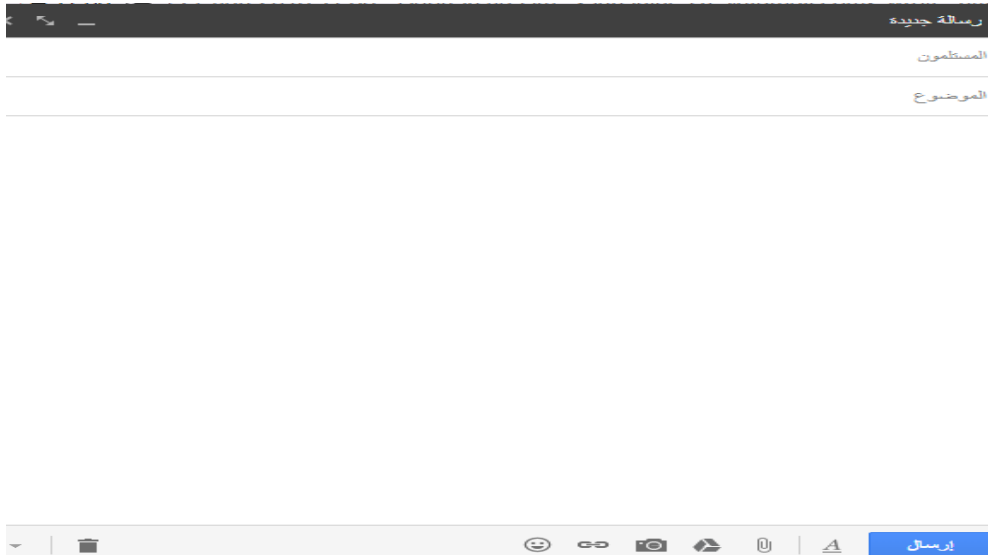 رسالة جديدة
المستلمون
الموضوع
إرسال